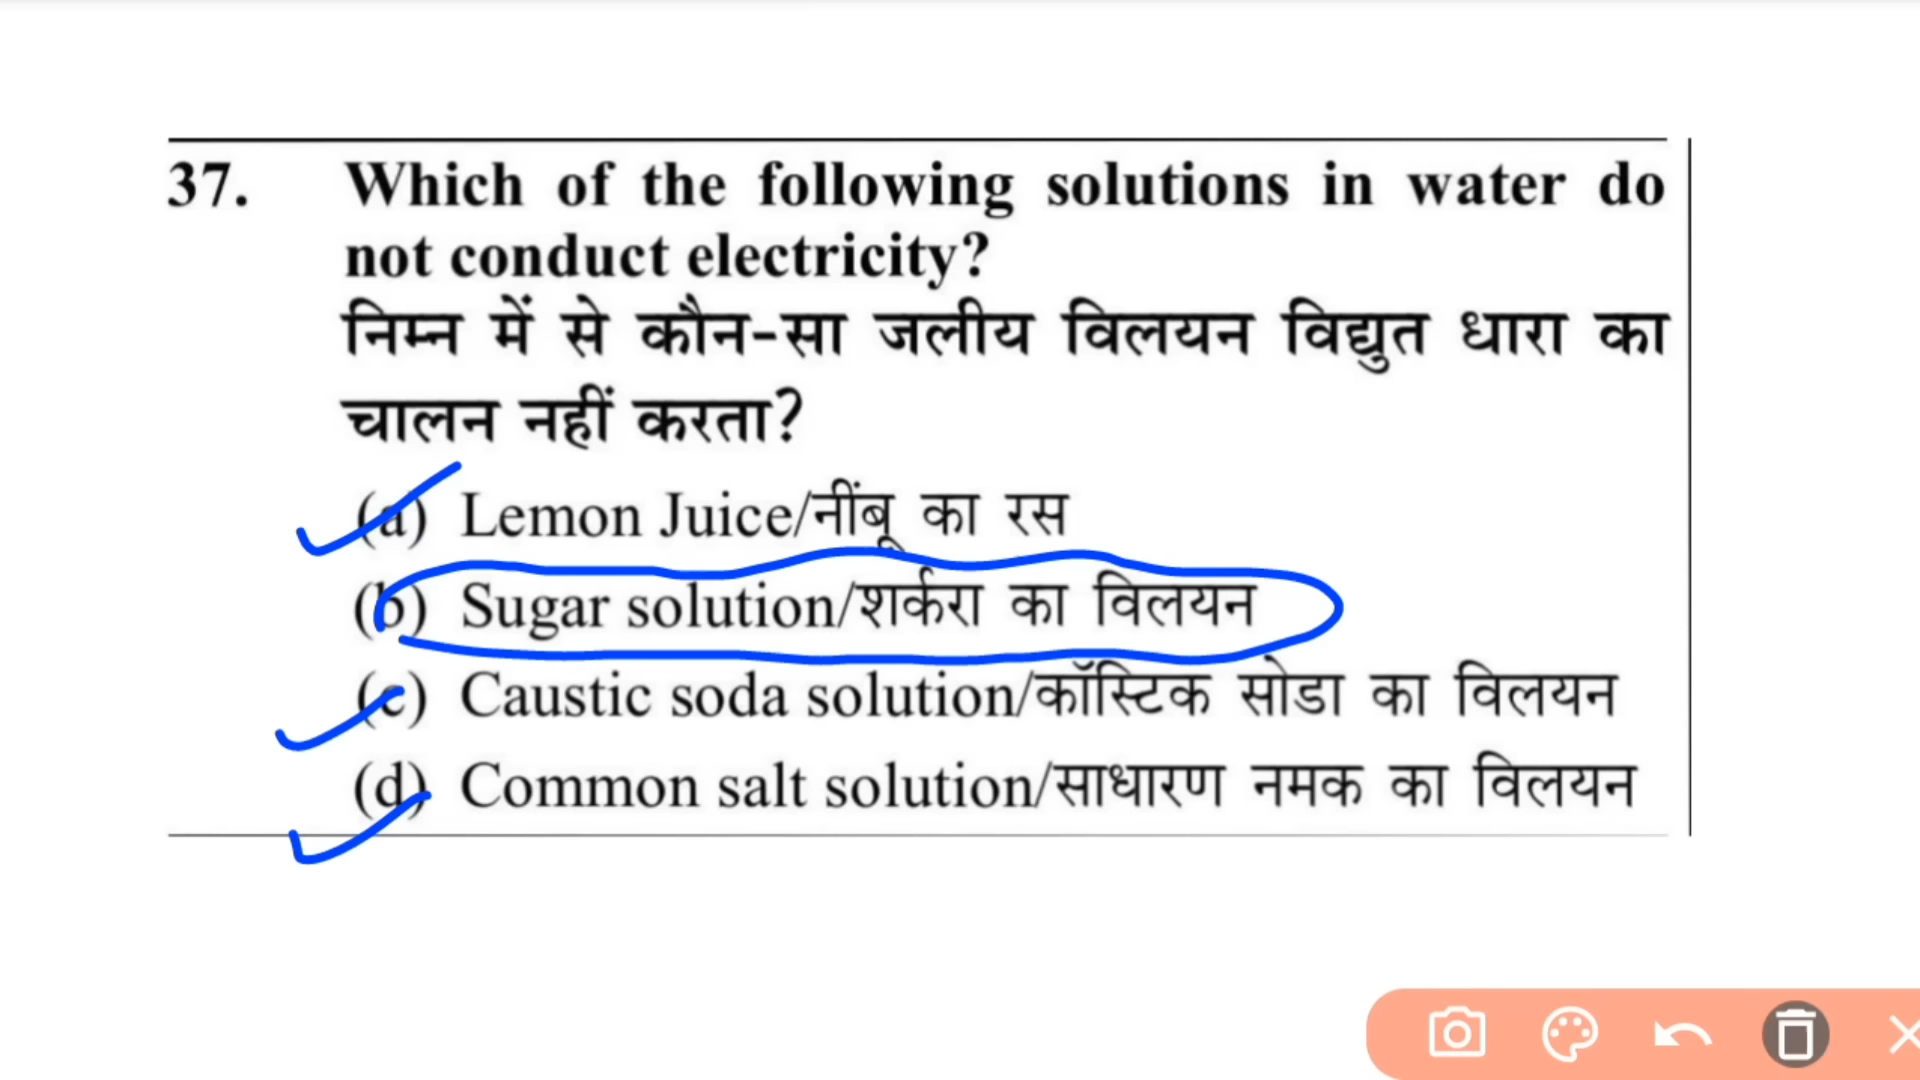 37. Which of the following solutions in water do
not conduct electricity?
निम्न में से कौन-सा जलीय विलयन विद्युत धारा का
चालन नहीं करता?
(a) Lemon Juice/नींबू का रस
(b) Sugar solution/शर्करा का विलयन
(c) Caustic soda solution/कॉस्टिक सोडा का विलयन
(d) Common salt solution/साधारण नमक का विलयन